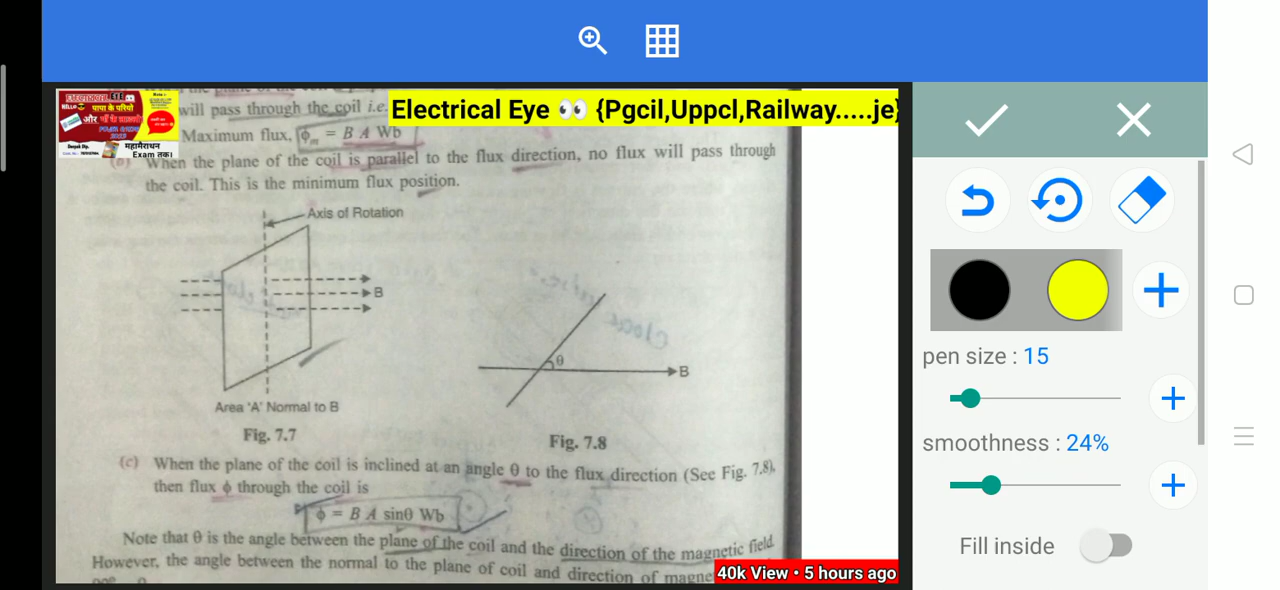 Electrical Eye 👀 {Pgcil,Uppcl,Railway.....je}
ELECTRICAL EYE
पापा के परियो
और
महामैराथन
Exam तक।
will pass through the coil i.e.
Maximum flux, ϕm = B A Wb
When the plane of the coil is parallel to the flux direction, no flux will pass through
the coil. This is the minimum flux position.
Axis of Rotation
B
Area 'A' Normal to B
Fig. 7.7
θ
B
Fig. 7.8
(c) When the plane of the coil is inclined at an angle θ to the flux direction (See Fig. 7.8),
then flux ϕ through the coil is
ϕ = B A sinθ Wb
Note that θ is the angle between the plane of the coil and the direction of the magnetic field.
However, the angle between the normal to the plane of coil and direction of magne
40k View • 5 hours ago
pen size : 15
smoothness : 24%
Fill inside